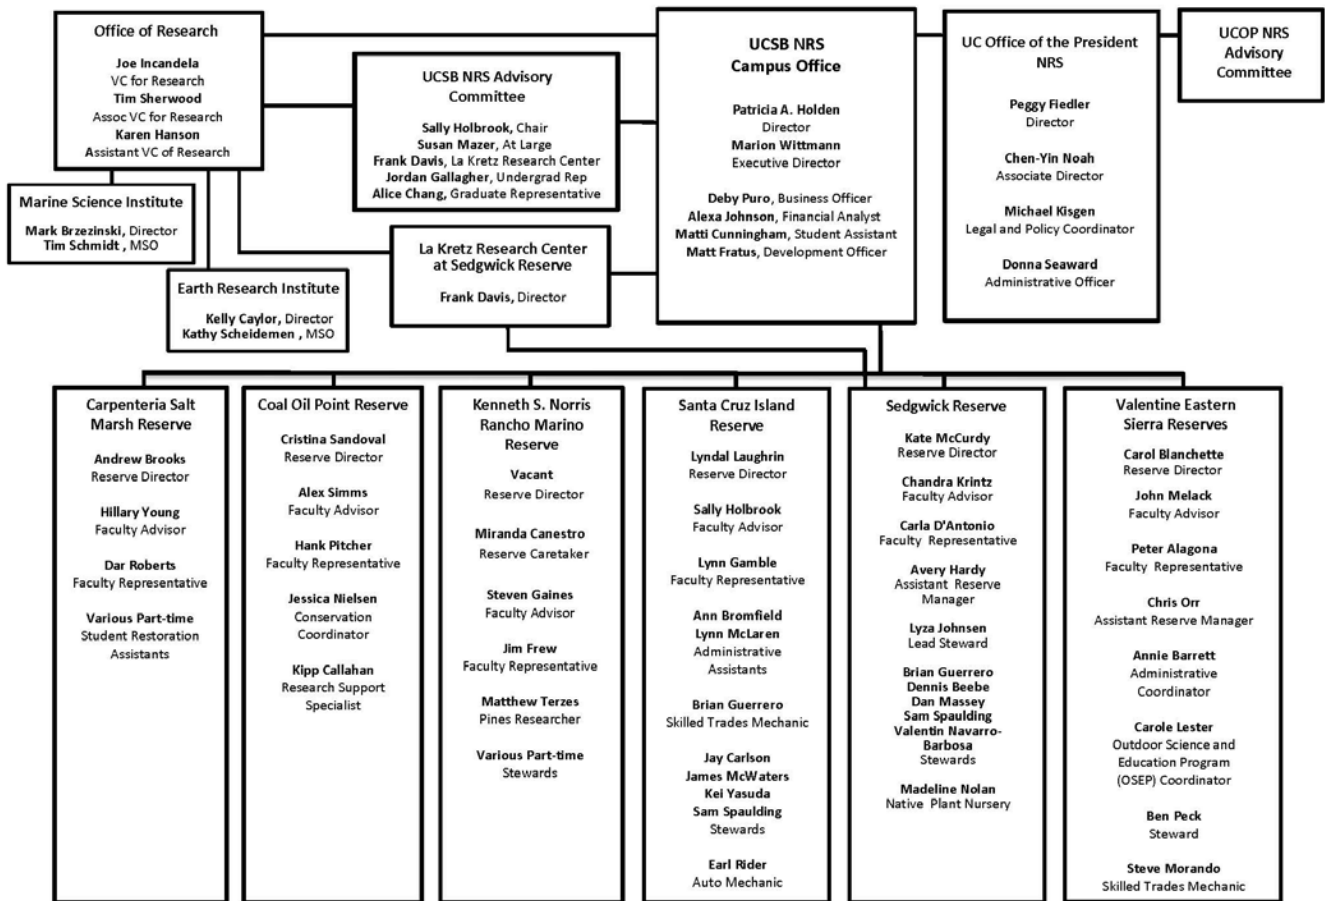 Office of Research
Joe Incandela
VC for Research
Tim Sherwood
Assoc VC for Research
Karen Hanson
Assistant VC of Research
UCSB NRS Advisory
Committee
Sally Holbrook, Chair
Susan Mazer, At Large
Frank Davis, La Kretz Research Center
Jordan Gallagher, Undergrad Rep
Alice Chang, Graduate Representative
UCSB NRS
Campus Office
Patricia A. Holden
Director
Marion Wittmann
Executive Director
Deby Puro, Business Officer
Alexa Johnson, Financial Analyst
Matti Cunningham, Student Assistant
Matt Fratus, Development Officer
UC Office of the President
NRS
Peggy Fiedler
Director
Chen-Yin Noah
Associate Director
Michael Kisgen
Legal and Policy Coordinator
Donna Seaward
Administrative Officer
UCOP NRS
Advisory
Committee
Marine Science Institute
Mark Brzezinski, Director
Tim Schmidt , MSO
Earth Research Institute
Kelly Caylor, Director
Kathy Scheidemen , MSO
La Kretz Research Center
at Sedgwick Reserve
Frank Davis, Director
Carpenteria Salt
Marsh Reserve
Andrew Brooks
Reserve Director
Hillary Young
Faculty Advisor
Dar Roberts
Faculty Representative
Various Part-time
Student Restoration
Assistants
Coal Oil Point Reserve
Cristina Sandoval
Reserve Director
Alex Simms
Faculty Advisor
Hank Pitcher
Faculty Representative
Jessica Nielsen
Conservation
Coordinator
Kipp Callahan
Research Support
Specialist
Kenneth S. Norris
Rancho Marino
Reserve
Vacant
Reserve Director
Miranda Canestro
Reserve Caretaker
Steven Gaines
Faculty Advisor
Jim Frew
Faculty Representative
Matthew Terzes
Pines Researcher
Various Part-time
Stewards
Santa Cruz Island
Reserve
Lyndal Laughrin
Reserve Director
Sally Holbrook
Faculty Advisor
Lynn Gamble
Faculty Representative
Ann Bromfield
Lynn McLaren
Administrative
Assistants
Brian Guerrero
Skilled Trades Mechanic
Jay Carlson
James McWaters
Kei Yasuda
Sam Spaulding
Stewards
Earl Rider
Auto Mechanic
Sedgwick Reserve
Kate McCurdy
Reserve Director
Chandra Krintz
Faculty Advisor
Carla D'Antonio
Faculty Representative
Avery Hardy
Assistant Reserve
Manager
Lyza Johnsen
Lead Steward
Brian Guerrero
Dennis Beebe
Dan Massey
Sam Spaulding
Valentin Navarro-
Barbosa
Stewards
Madeline Nolan
Native Plant Nursery
Valentine Eastern
Sierra Reserves
Carol Blanchette
Reserve Director
John Melack
Faculty Advisor
Peter Alagona
Faculty Representative
Chris Orr
Assistant Reserve Manager
Annie Barrett
Administrative
Coordinator
Carole Lester
Outdoor Science and
Education Program
(OSEP) Coordinator
Ben Peck
Steward
Steve Morando
Skilled Trades Mechanic